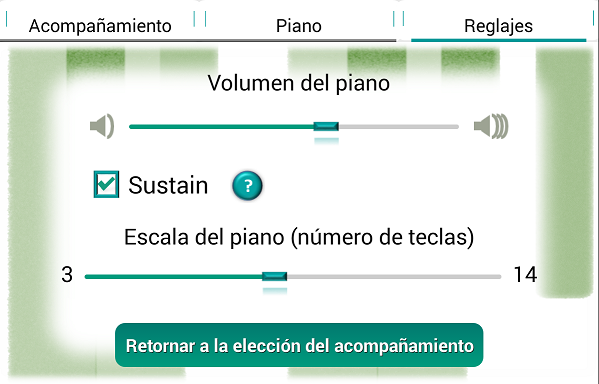 Acompañamiento
Piano
Reglajes
Volumen del piano
Sustain ?
Escala del piano (número de teclas)
3 14
Retornar a la elección del acompañamiento